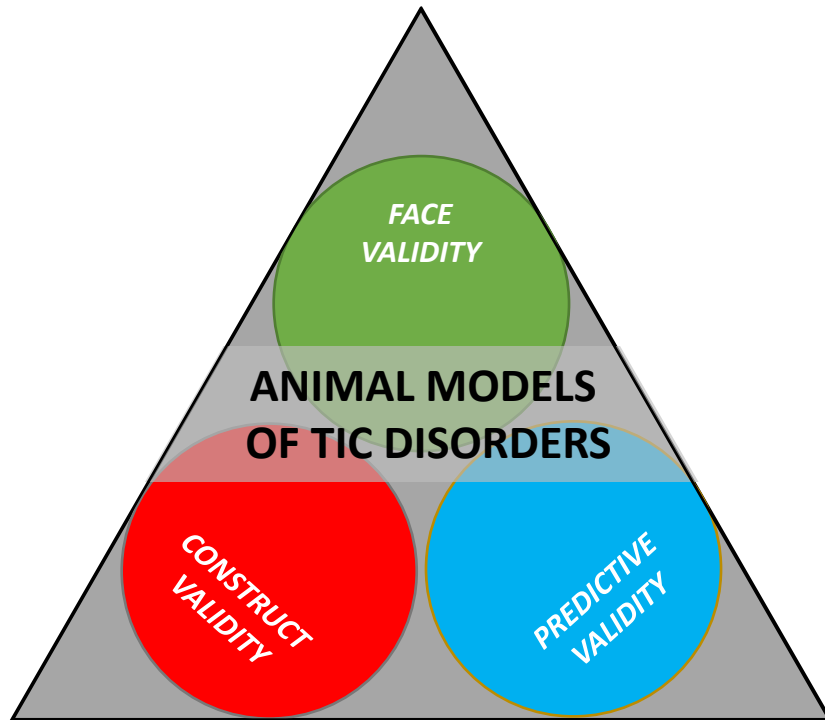 FACE
VALIDITY
ANIMAL MODELS
OF TIC DISORDERS
CONSTRUCT
VALIDITY
PREDICTIVE
VALIDITY